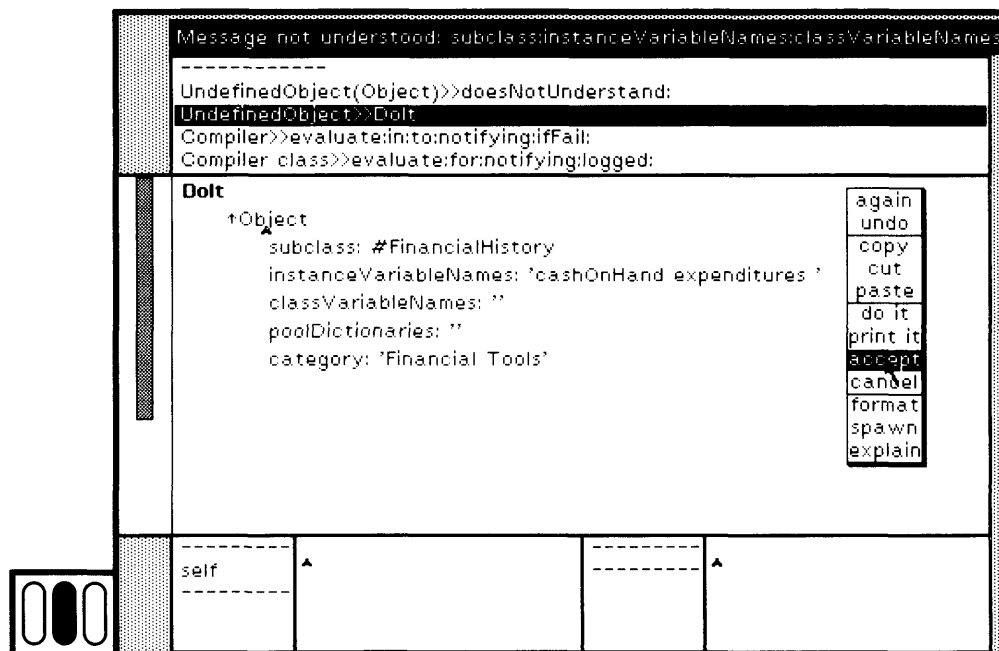 Message not understood: subclass:instanceVariableNames:classVariableNames
-------------
UndefinedObject(Object)>>doesNotUnderstand:
UndefinedObject>>DoIt
Compiler>>evaluate:in:to:notifying:ifFail:
Compiler class>>evaluate:for:notifying:logged:
DoIt
↑Object
subclass: #FinancialHistory
instanceVariableNames: 'cashOnHand expenditures '
classVariableNames: ''
poolDictionaries: ''
category: 'Financial Tools'
again
undo
copy
cut
paste
do it
print it
accept
cancel
format
spawn
explain
----------
self
----------
----------
----------